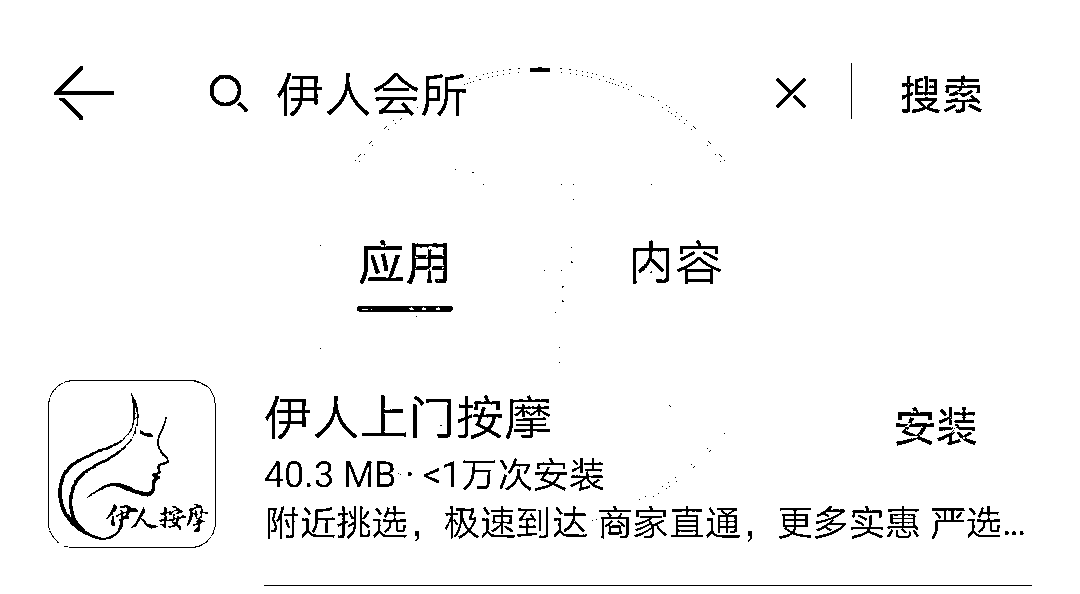 伊人会所 搜索
应用 内容
伊人上门按摩
安装
40.3 MB · <1万次安装
附近挑选，极速到达 商家直通，更多实惠 严选...
伊人按摩